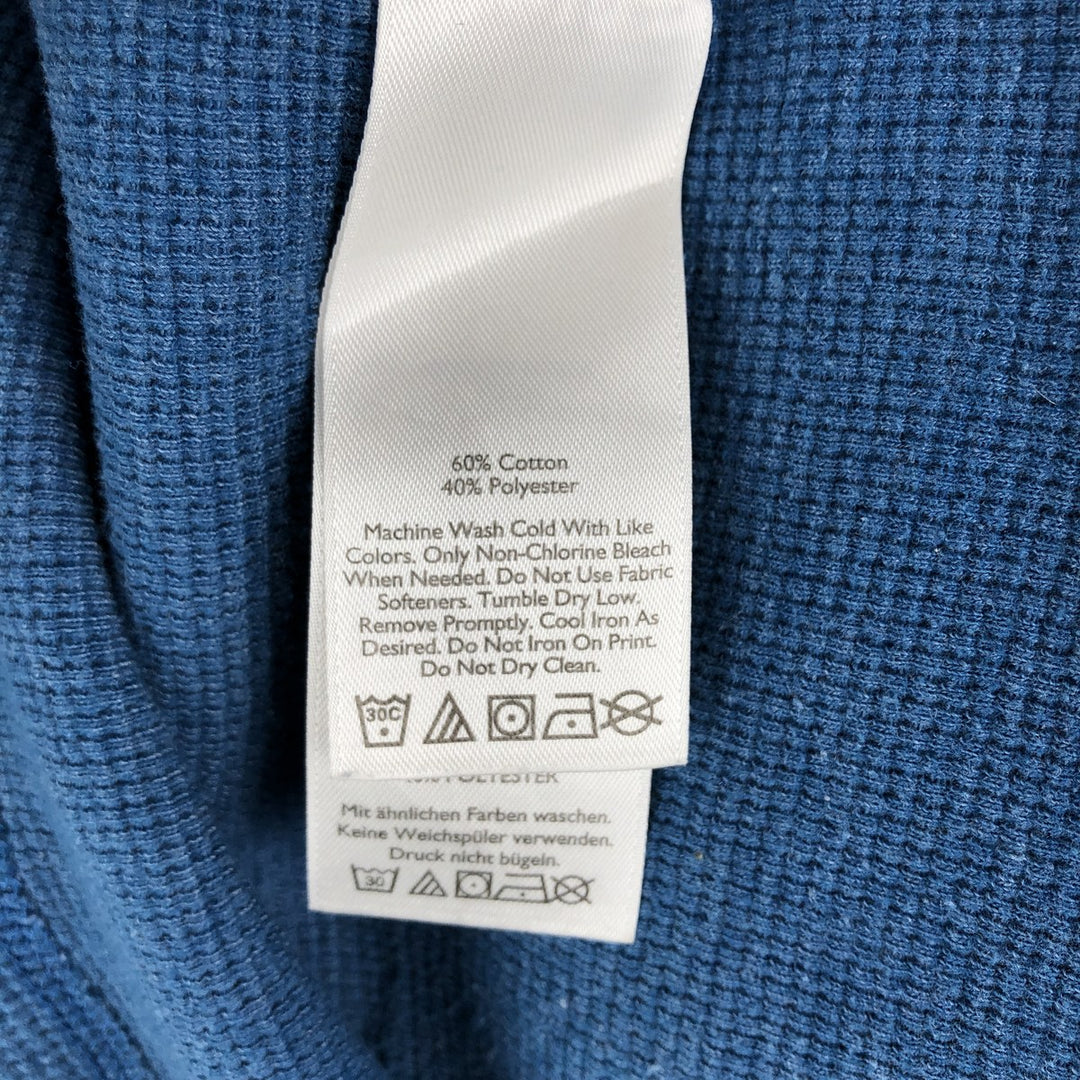 60% Cotton
40% Polyester
Machine Wash Cold With Like
Colors. Only Non-Chlorine Bleach
When Needed. Do Not Use Fabric
Softeners. Tumble Dry Low.
Remove Promptly. Cool Iron As
Desired. Do Not Iron On Print.
Do Not Dry Clean.
30C
POLYESTER
Mit ähnlichen Farben waschen.
Keine Weichspüler verwenden.
Druck nicht bügeln.
30